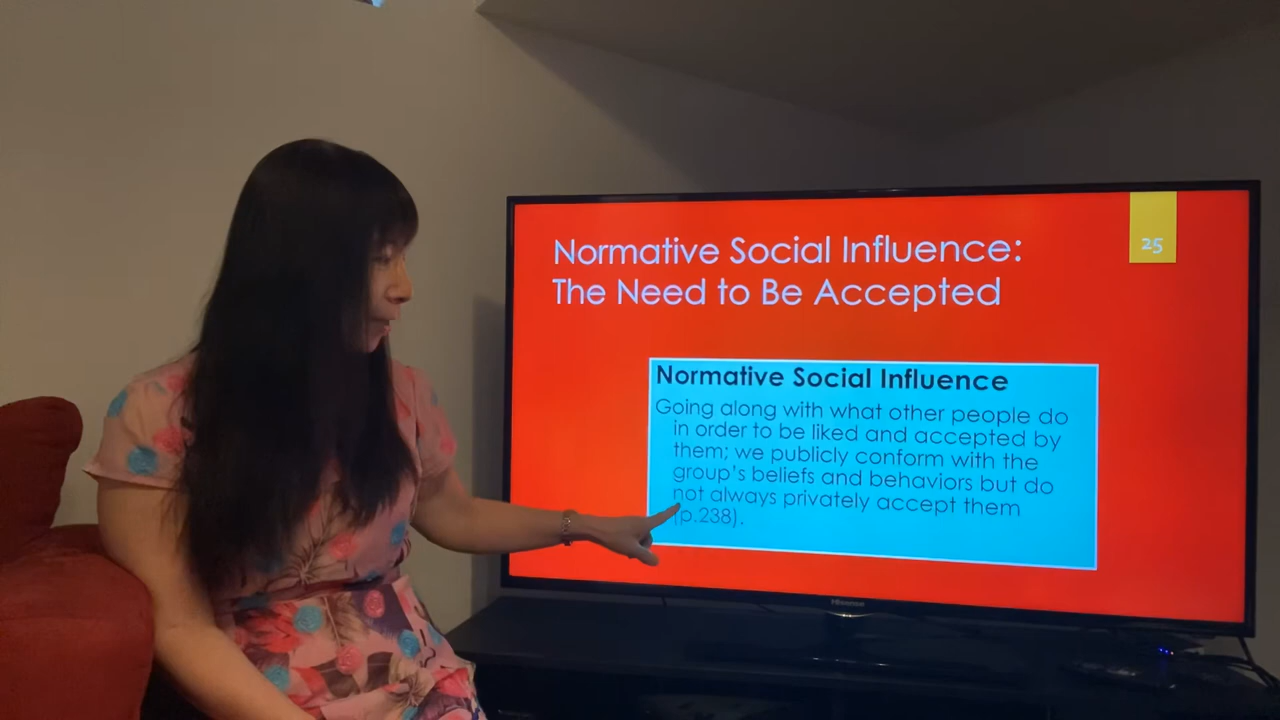 Normative Social Influence:
The Need to Be Accepted
25
Normative Social Influence
Going along with what other people do
in order to be liked and accepted by
them; we publicly conform with the
group's beliefs and behaviors but do
not always privately accept them
(p.238).
Hisense